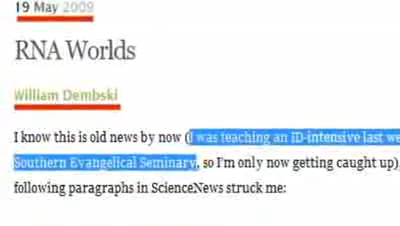 19 May 2009
RNA Worlds
William Dembski
I know this is old news by now (I was teaching an ID-intensive last we
Southern Evangelical Seminary, so I'm only now getting caught up),
following paragraphs in ScienceNews struck me: